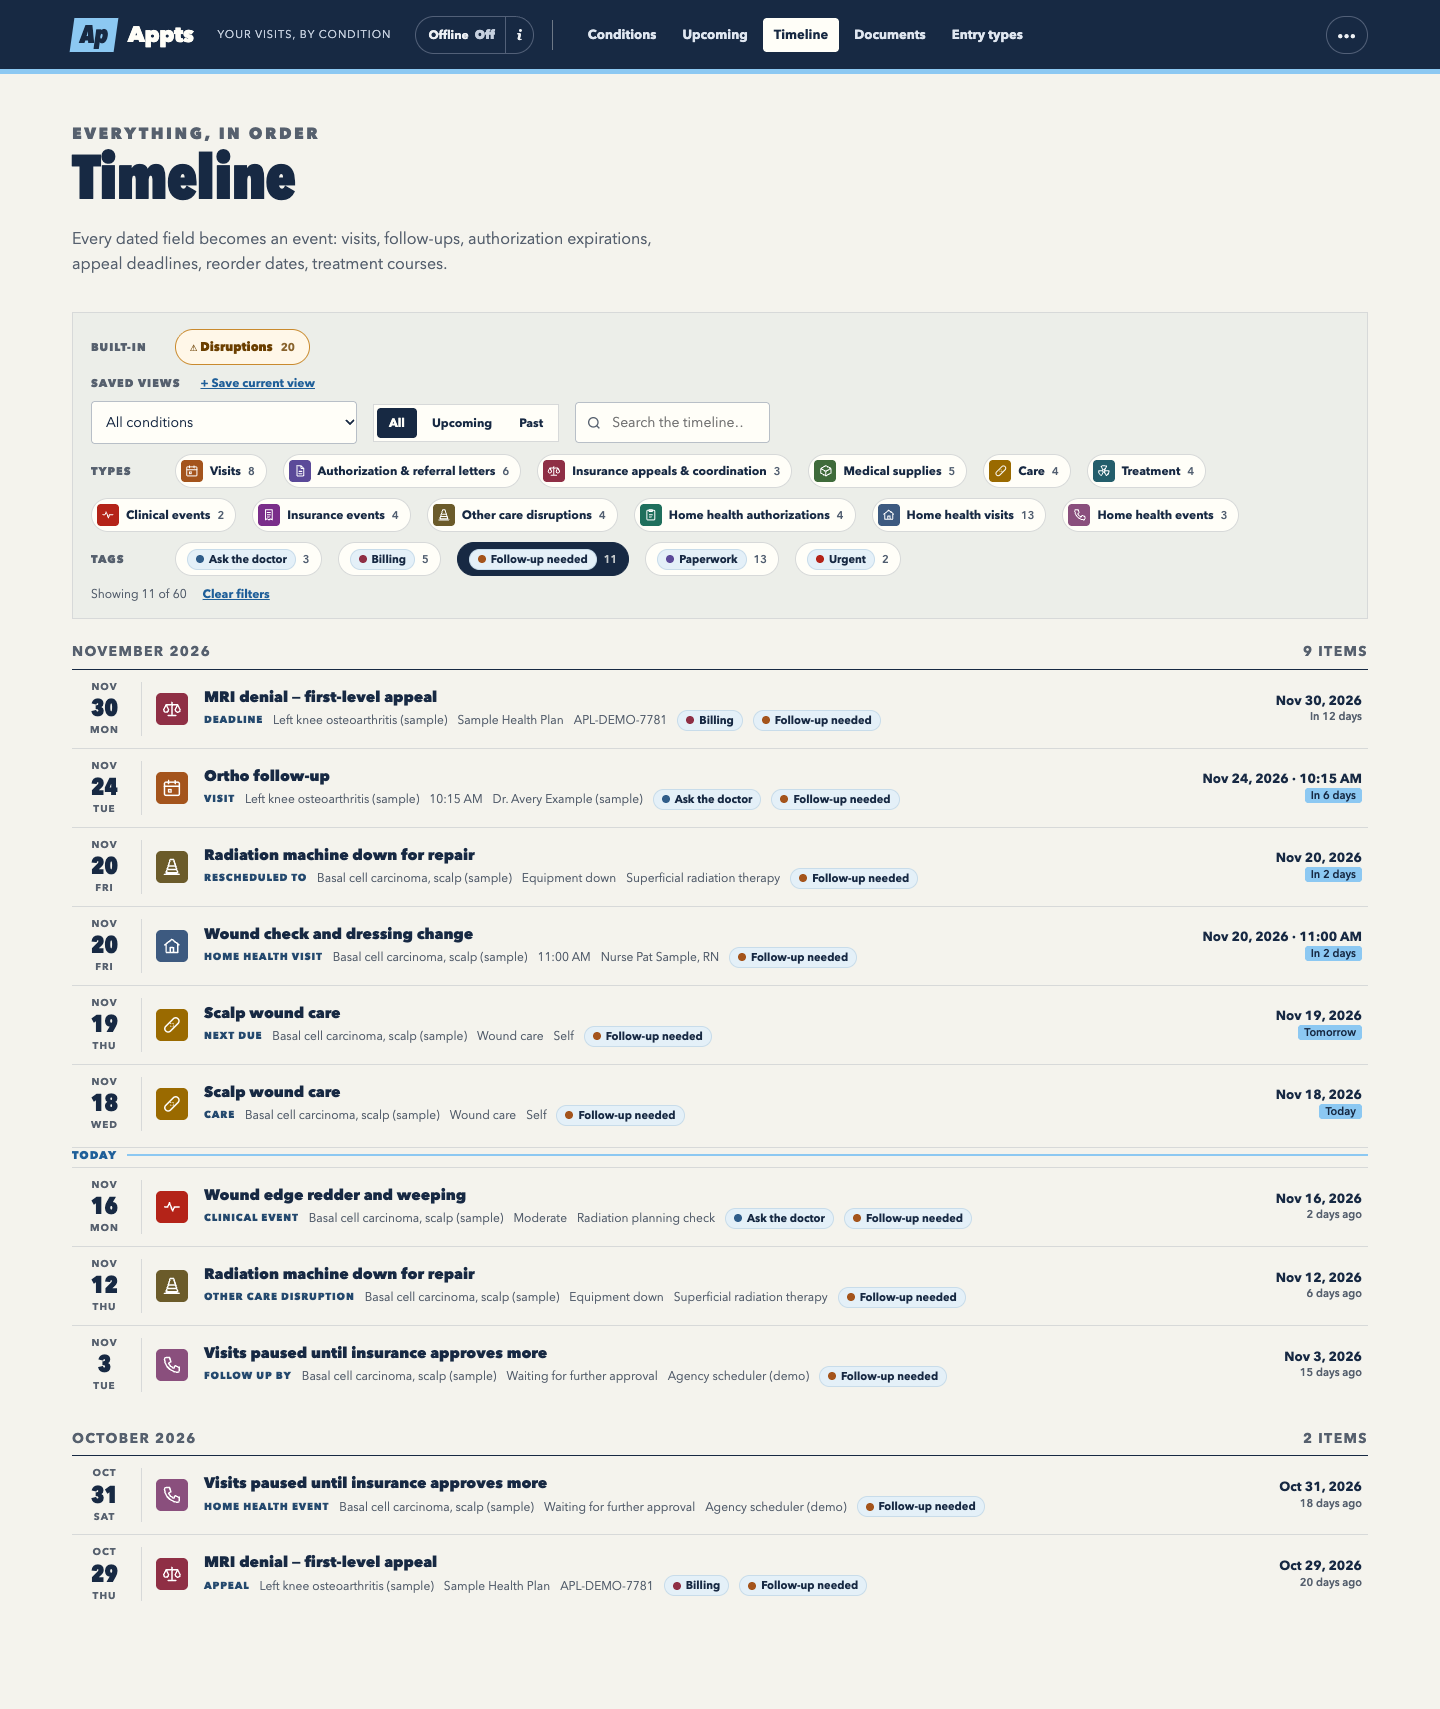 Ap Appts YOUR VISITS, BY CONDITION Offline Off i Conditions Upcoming Timeline Documents Entry types •••
EVERYTHING, IN ORDER
Timeline
Every dated field becomes an event: visits, follow-ups, authorization expirations,
appeal deadlines, reorder dates, treatment courses.
BUILT-IN ⚠ Disruptions 20
SAVED VIEWS + Save current view
All conditions All Upcoming Past Search the timeline..
TYPES Visits 8 Authorization & referral letters 6 Insurance appeals & coordination 3 Medical supplies 5 Care 4 Treatment 4
Clinical events 2 Insurance events 4 Other care disruptions 4 Home health authorizations 4 Home health visits 13 Home health events 3
TAGS Ask the doctor 3 Billing 5 Follow-up needed 11 Paperwork 13 Urgent 2
Showing 11 of 60 Clear filters
NOVEMBER 2026 9 ITEMS
NOV
30
MON
MRI denial – first-level appeal
DEADLINE Left knee osteoarthritis (sample) Sample Health Plan APL-DEMO-7781 Billing Follow-up needed
Nov 30, 2026
In 12 days
NOV
24
TUE
Ortho follow-up
VISIT Left knee osteoarthritis (sample) 10:15 AM Dr. Avery Example (sample) Ask the doctor Follow-up needed
Nov 24, 2026 · 10:15 AM
In 6 days
NOV
20
FRI
Radiation machine down for repair
RESCHEDULED TO Basal cell carcinoma, scalp (sample) Equipment down Superficial radiation therapy Follow-up needed
Nov 20, 2026
In 2 days
NOV
20
FRI
Wound check and dressing change
HOME HEALTH VISIT Basal cell carcinoma, scalp (sample) 11:00 AM Nurse Pat Sample, RN Follow-up needed
Nov 20, 2026 · 11:00 AM
In 2 days
NOV
19
THU
Scalp wound care
NEXT DUE Basal cell carcinoma, scalp (sample) Wound care Self Follow-up needed
Nov 19, 2026
Tomorrow
NOV
18
WED
Scalp wound care
CARE Basal cell carcinoma, scalp (sample) Wound care Self Follow-up needed
Nov 18, 2026
Today
TODAY
NOV
16
MON
Wound edge redder and weeping
CLINICAL EVENT Basal cell carcinoma, scalp (sample) Moderate Radiation planning check Ask the doctor Follow-up needed
Nov 16, 2026
2 days ago
NOV
12
THU
Radiation machine down for repair
OTHER CARE DISRUPTION Basal cell carcinoma, scalp (sample) Equipment down Superficial radiation therapy Follow-up needed
Nov 12, 2026
6 days ago
NOV
3
TUE
Visits paused until insurance approves more
FOLLOW UP BY Basal cell carcinoma, scalp (sample) Waiting for further approval Agency scheduler (demo) Follow-up needed
Nov 3, 2026
15 days ago
OCTOBER 2026 2 ITEMS
OCT
31
SAT
Visits paused until insurance approves more
HOME HEALTH EVENT Basal cell carcinoma, scalp (sample) Waiting for further approval Agency scheduler (demo) Follow-up needed
Oct 31, 2026
18 days ago
OCT
29
THU
MRI denial – first-level appeal
APPEAL Left knee osteoarthritis (sample) Sample Health Plan APL-DEMO-7781 Billing Follow-up needed
Oct 29, 2026
20 days ago